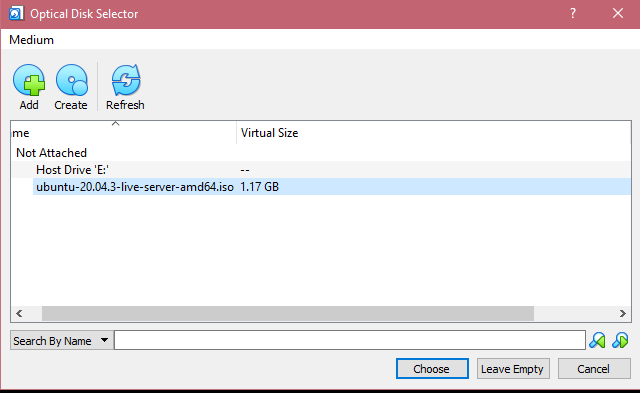 Optical Disk Selector
?
Medium
Add Create Refresh
me Virtual Size
Not Attached
Host Drive 'E:' --
ubuntu-20.04.3-live-server-amd64.iso 1.17 GB
Search By Name
Choose Leave Empty Cancel